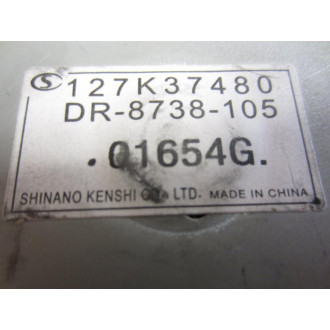 127K37480
DR-8738-105
.01654G.
SHINANO KENSHI CO., LTD. MADE IN CHINA